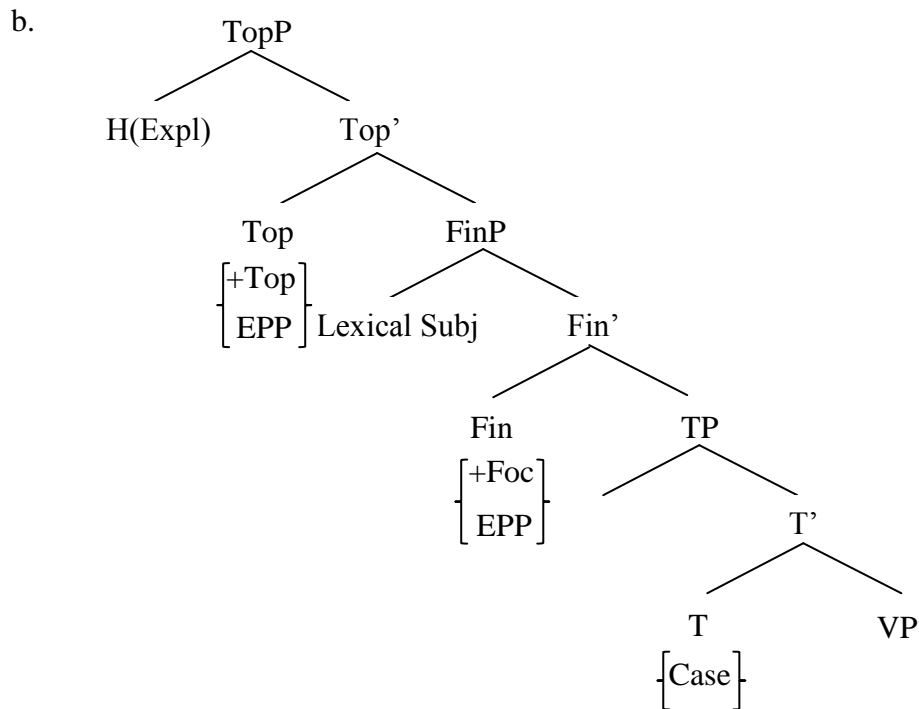 b.
TopP
H(Expl) Top’
Top FinP
+Top
EPP Lexical Subj Fin’
Fin TP
+Foc
EPP T’
T VP
Case